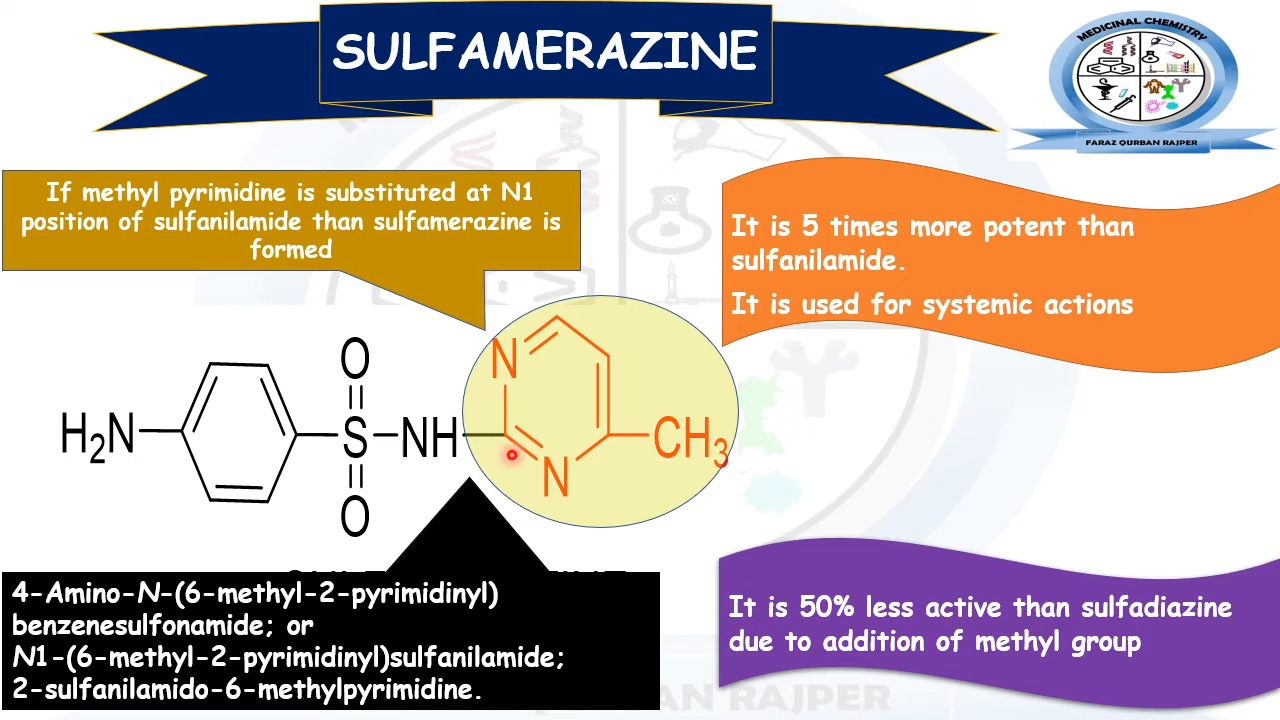 SULFAMERAZINE
MEDICINAL CHEMISTRY
FARAZ QURBAN RAJPER
If methyl pyrimidine is substituted at N1
position of sulfanilamide than sulfamerazine is
formed
It is 5 times more potent than
sulfanilamide.
It is used for systemic actions
O
N
H2N
S
NH
CH3
N
O
4-Amino-N-(6-methyl-2-pyrimidinyl)
benzenesulfonamide; or
N1-(6-methyl-2-pyrimidinyl)sulfanilamide;
2-sulfanilamido-6-methylpyrimidine.
It is 50% less active than sulfadiazine
due to addition of methyl group
AN RAJPER